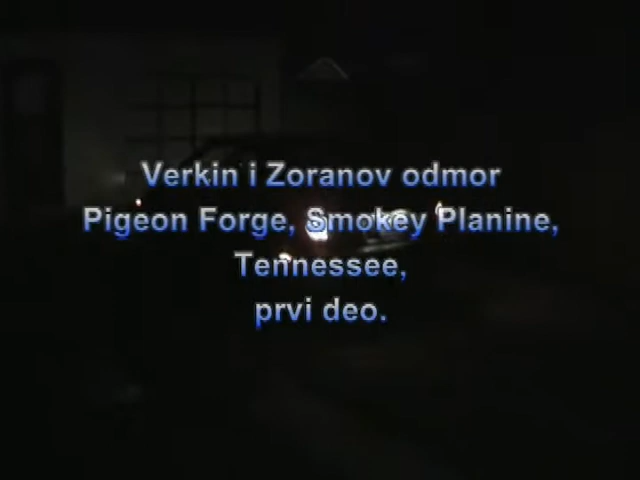 Verkin i Zoranov odmor
Pigeon Forge, Smokey Planine,
Tennessee,
prvi deo.